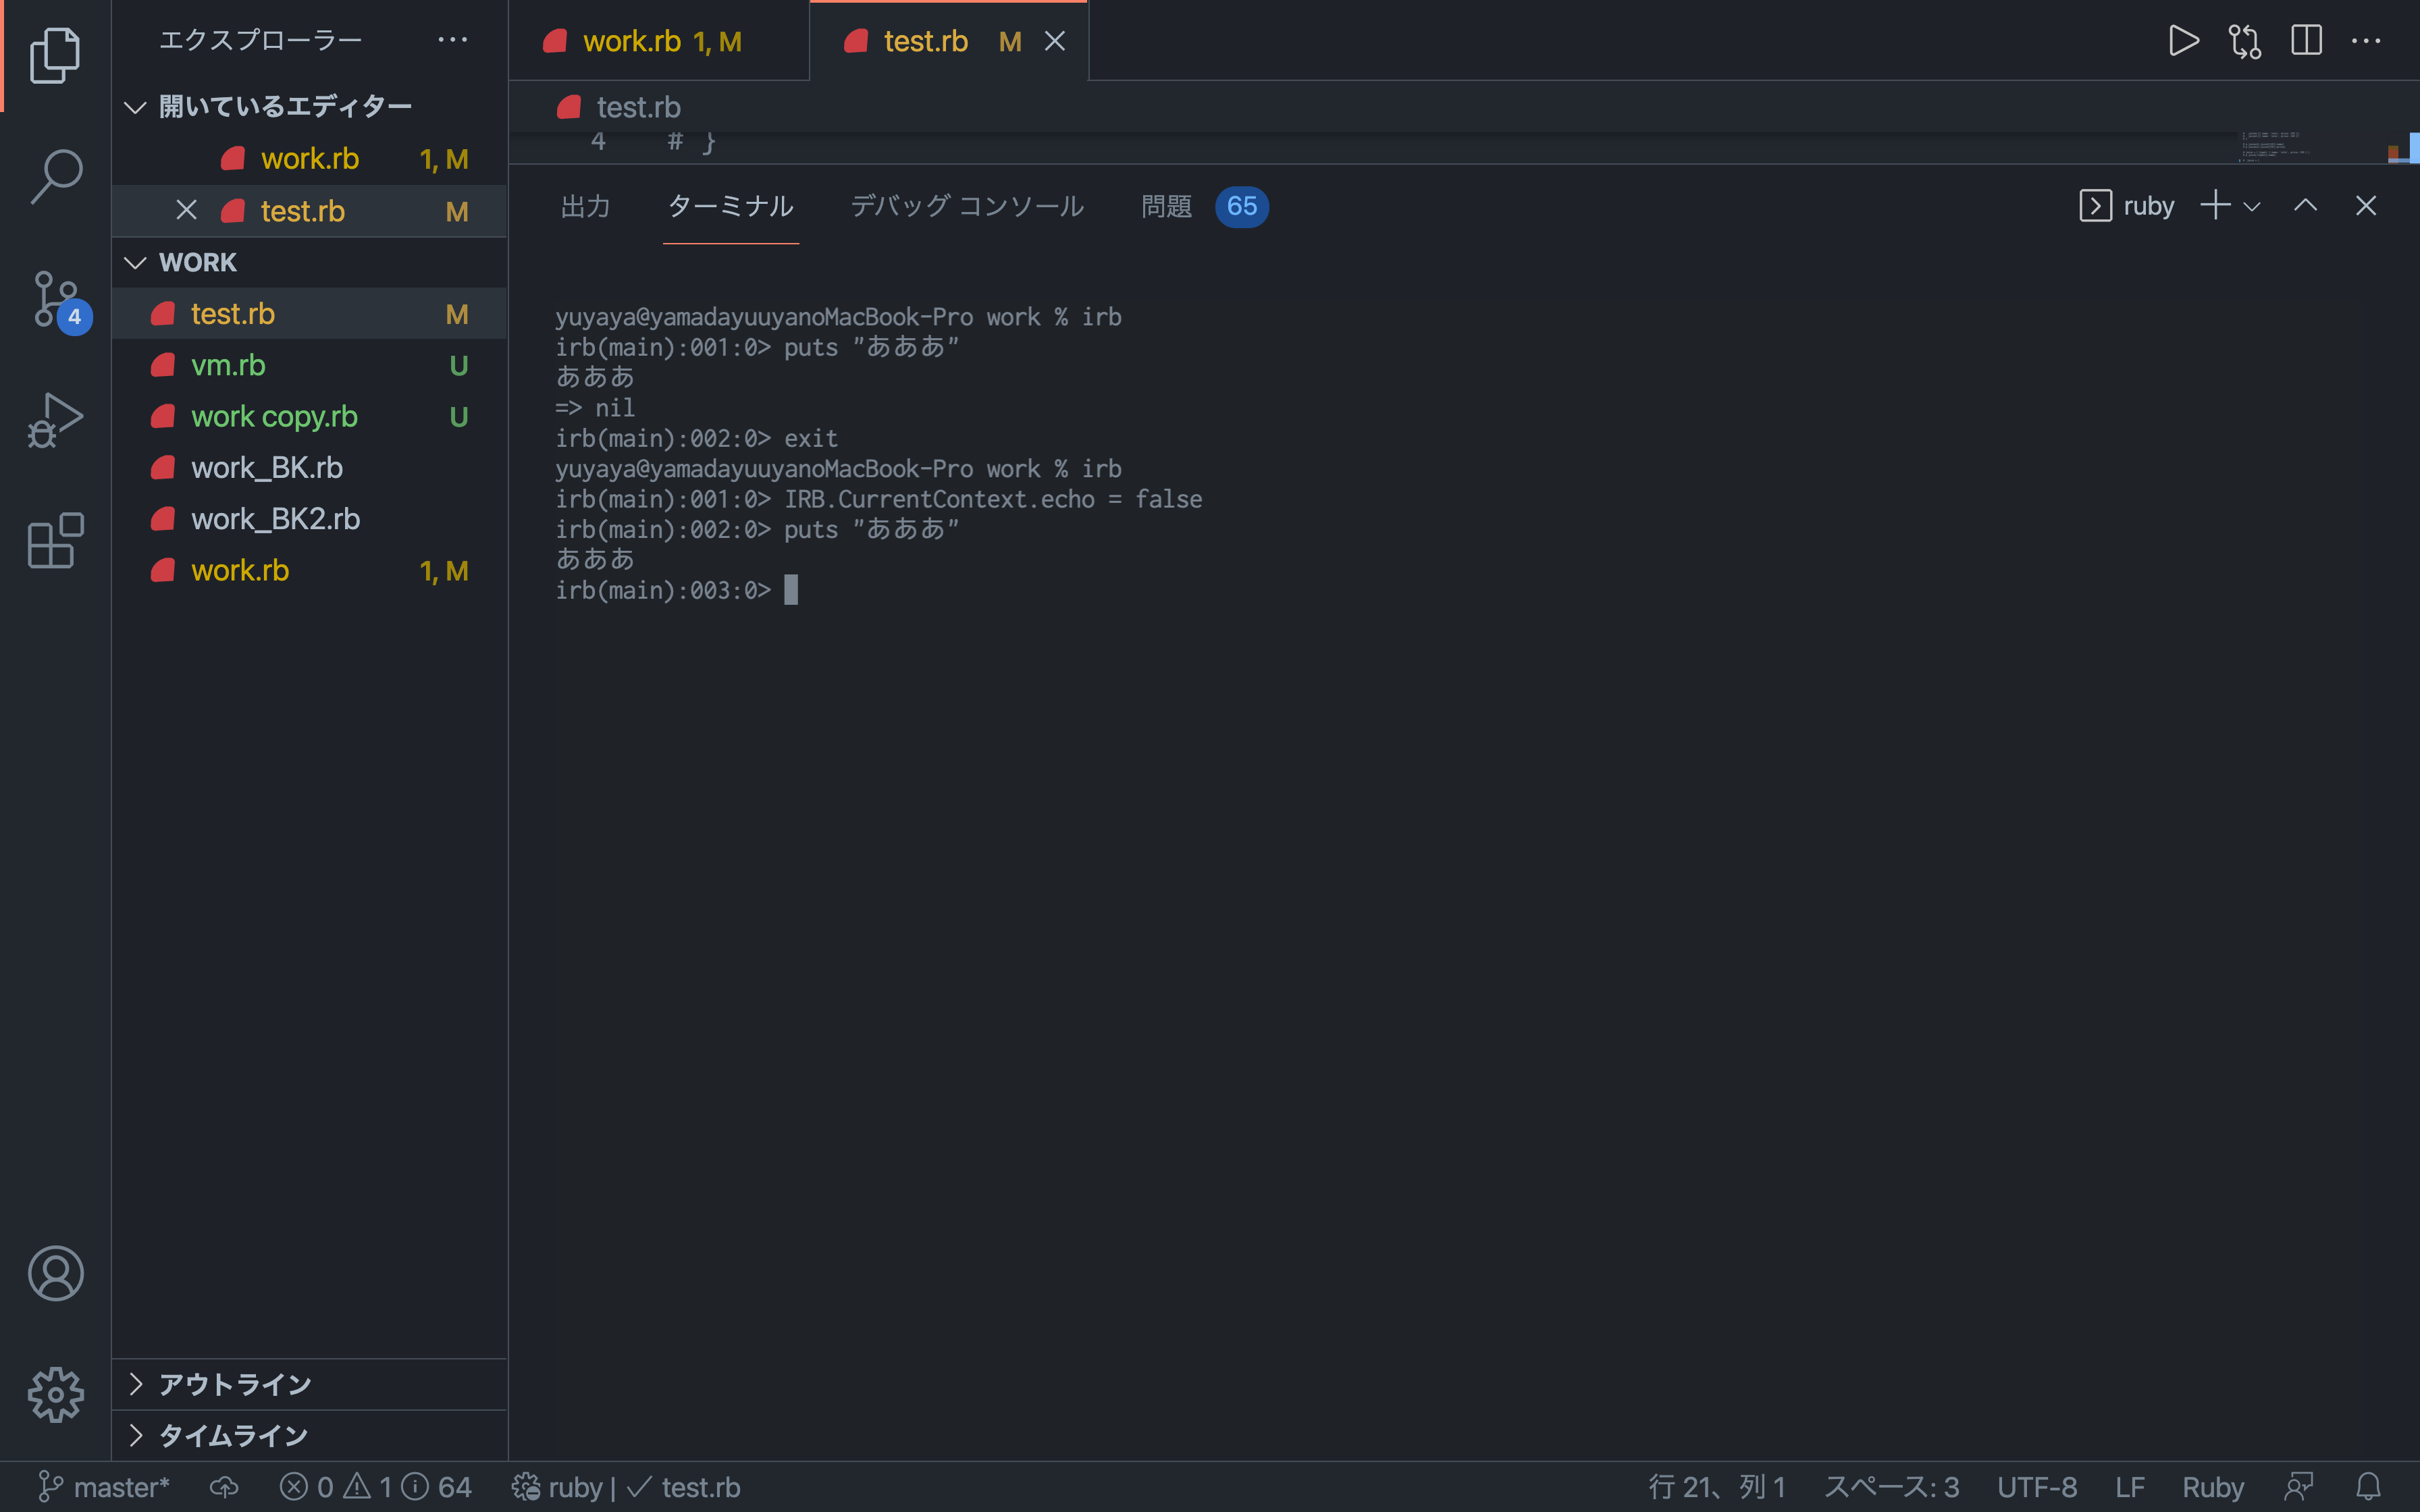 エクスプローラー
work.rb 1, M
test.rb M
開いているエディター
work.rb 1, M
test.rb M
WORK
test.rb M
vm.rb U
work copy.rb U
work_BK.rb
work_BK2.rb
work.rb 1, M
4
アウトライン
タイムライン
test.rb
4 # }
出力 ターミナル デバッグ コンソール 問題 65
ruby
yuyaya@yamadayuuyanoMacBook-Pro work % irb
irb(main):001:0> puts "あああ"
あああ
=> nil
irb(main):002:0> exit
yuyaya@yamadayuuyanoMacBook-Pro work % irb
irb(main):001:0> IRB.CurrentContext.echo = false
irb(main):002:0> puts "あああ"
あああ
irb(main):003:0>
master* 0 1 64 ruby | ✓ test.rb
行 21、列 1 スペース: 3 UTF-8 LF Ruby